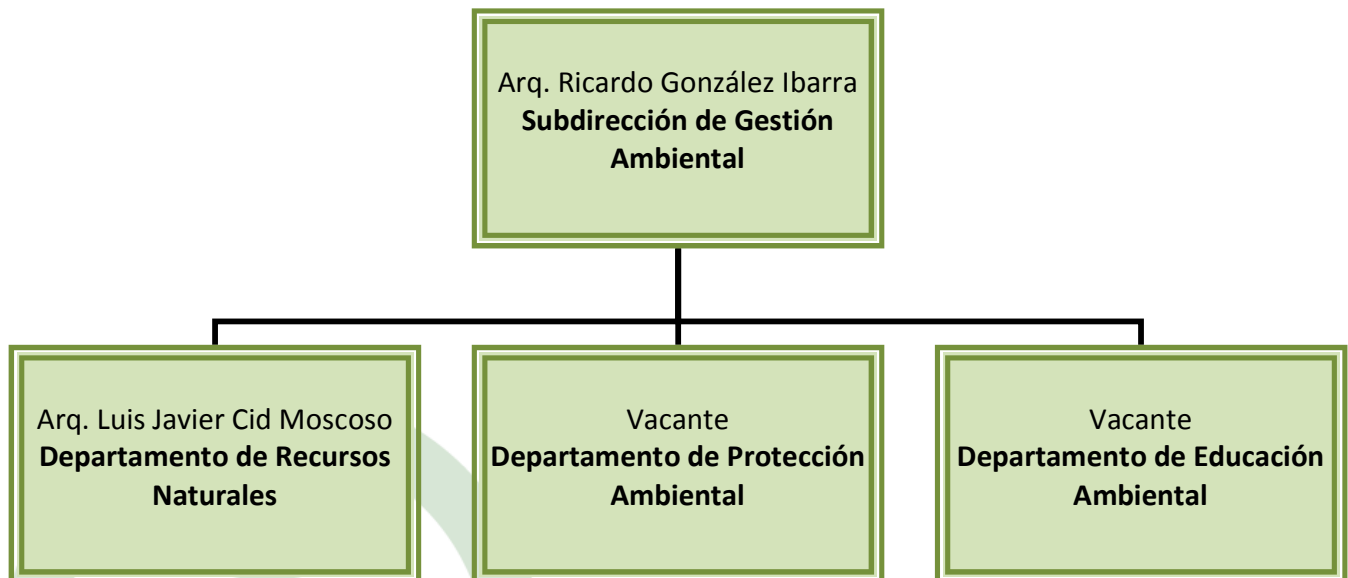 Arq. Ricardo González Ibarra
Subdirección de Gestión
Ambiental
Arq. Luis Javier Cid Moscoso
Departamento de Recursos
Naturales
Vacante
Departamento de Protección
Ambiental
Vacante
Departamento de Educación
Ambiental